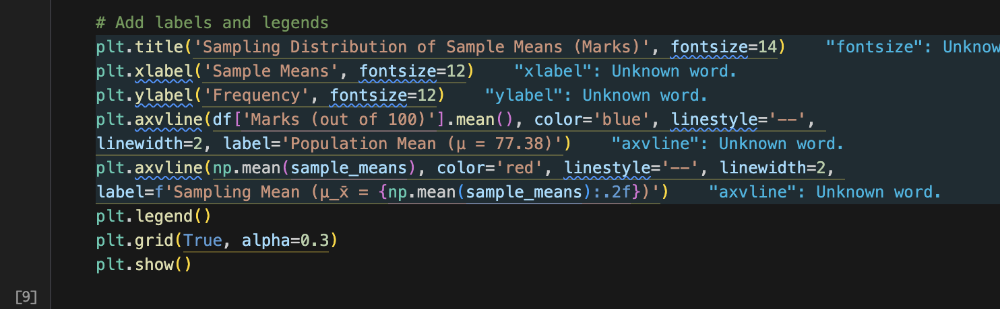 # Add labels and legends
plt.title('Sampling Distribution of Sample Means (Marks)', fontsize=14) "fontsize": Unknow
plt.xlabel('Sample Means', fontsize=12) "xlabel": Unknown word.
plt.ylabel('Frequency', fontsize=12) "ylabel": Unknown word.
plt.axvline(df['Marks (out of 100)'].mean(), color='blue', linestyle='--',
linewidth=2, label='Population Mean (μ = 77.38)') "axvline": Unknown word.
plt.axvline(np.mean(sample_means), color='red', linestyle='--', linewidth=2,
label=f'Sampling Mean (μ_x̄ = {np.mean(sample_means):.2f})') "axvline": Unknown word.
plt.legend()
plt.grid(True, alpha=0.3)
plt.show()
[9]